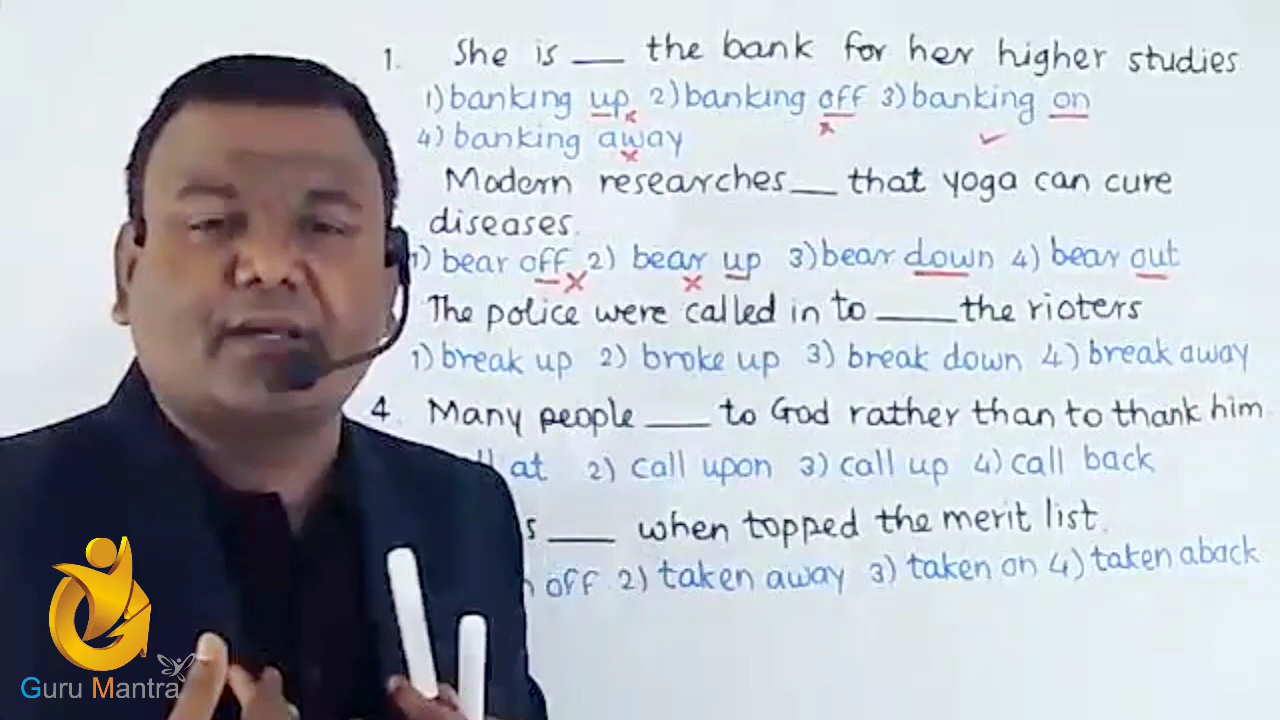 1. She is ___ the bank for her higher studies
1) banking up 2) banking off 3) banking on
4) banking away
Modern researches ___ that yoga can cure
diseases.
1) bear off 2) bear up 3) bear down 4) bear out
The police were called in to ____ the rioters
1) break up 2) broke up 3) break down 4) break away
4. Many people ____ to God rather than to thank him
at 2) call upon 3) call up 4) call back
____ when topped the merit list.
off 2) taken away 3) taken on 4) taken aback
Guru Mantra